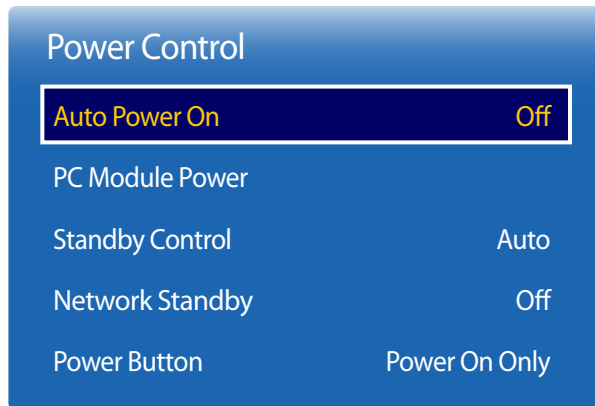 Power Control
Auto Power On Off
PC Module Power
Standby Control Auto
Network Standby Off
Power Button Power On Only